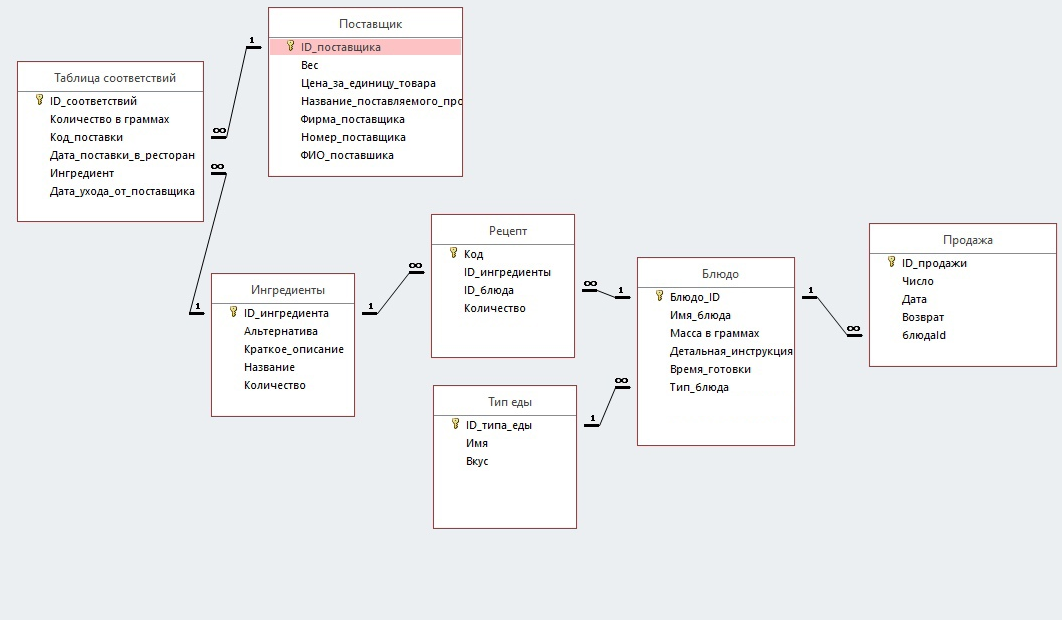 Таблица соответствий
ID_соответствий
Количество в граммах
Код_поставки
Дата_поставки_в_ресторан
Ингредиент
Дата_ухода_от_поставщика
1
∞
∞
1
Поставщик
ID_поставщика
Вес
Цена_за_единицу_товара
Название_поставляемого_про
Фирма_поставщика
Номер_поставщика
ФИО_поставшика
Ингредиенты
ID_ингредиента
Альтернатива
Краткое_описание
Название
Количество
1
∞
Рецепт
Код
ID_ингредиенты
ID_блюда
Количество
∞
1
Тип еды
ID_типа_еды
Имя
Вкус
1
∞
Блюдо
Блюдо_ID
Имя_блюда
Масса в граммах
Детальная_инструкция
Время_готовки
Тип_блюда
1
∞
Продажа
ID_продажи
Число
Дата
Возврат
блюдаId